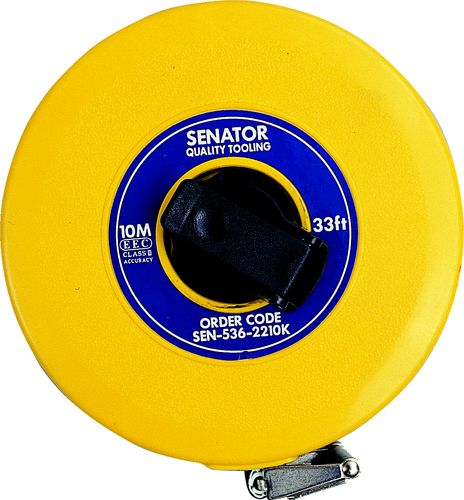 SENATOR
QUALITY TOOLING
10M
EEC
CLASS II
ACCURACY
33ft
ORDER CODE
SEN-536-2210K